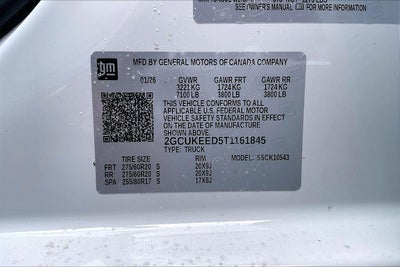 SEE OWNER'S MANUAL
gm
MFD BY GENERAL MOTORS OF CANADA COMPANY
01/26 GVWR GAWR FRT GAWR RR
3221 KG 1724 KG 1724 KG
7100 LB 3800 LB 3800 LB
THIS VEHICLE CONFORMS TO ALL
APPLICABLE U.S. FEDERAL MOTOR
VEHICLE SAFETY STANDARDS IN EFFECT
ON THE DATE OF MANUFACTURE
SHOWN ABOVE.
2GCUKEED5T1161845
TYPE: TRUCK
TIRE SIZE RIM MODEL: 5SCK10543
FRT 275/60R20 S 20X9J
RR 275/60R20 S 20X9J
SPA 255/80R17 S 17X8J